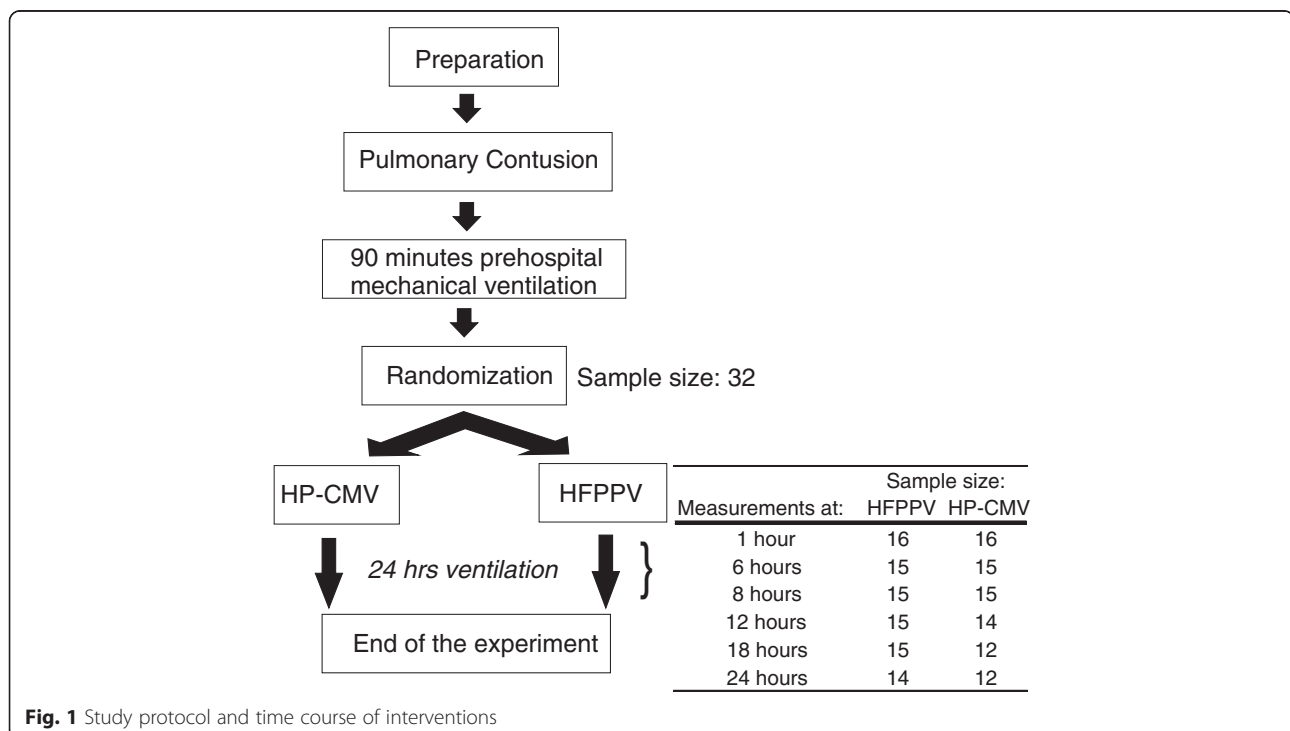 Preparation
Pulmonary Contusion
90 minutes prehospital
mechanical ventilation
Randomization
Sample size: 32
HP-CMV
HFPPV
24 hrs ventilation
}
End of the experiment
Sample size:
Measurements at: HFPPV HP-CMV
1 hour 16 16
6 hours 15 15
8 hours 15 15
12 hours 15 14
18 hours 15 12
24 hours 14 12
Fig. 1 Study protocol and time course of interventions